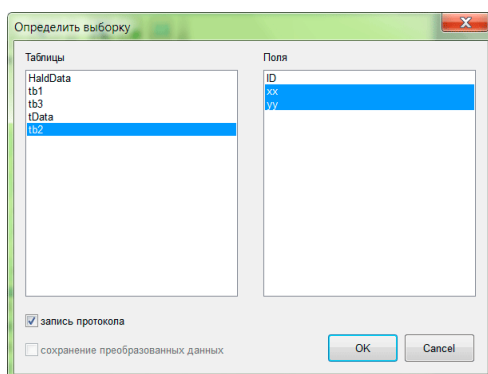 Определить выборку
Таблицы
Поля
HaldData
tb1
tb3
tData
tb2
ID
xx
yy
запись протокола
сохранение преобразованных данных
OK
Cancel